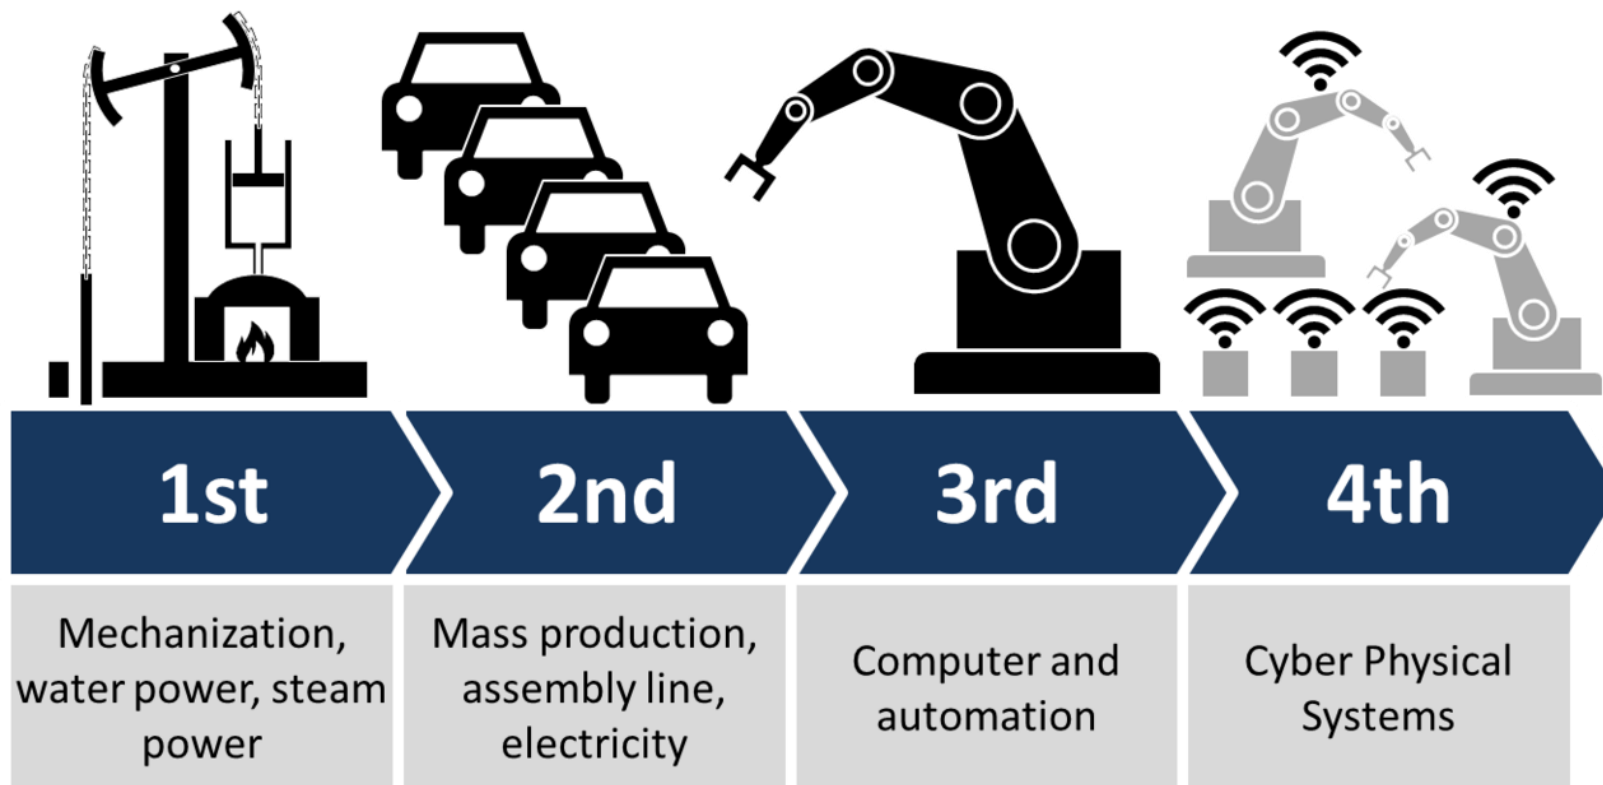 1st
2nd
3rd
4th
Mechanization,
water power, steam
power
Mass production,
assembly line,
electricity
Computer and
automation
Cyber Physical
Systems